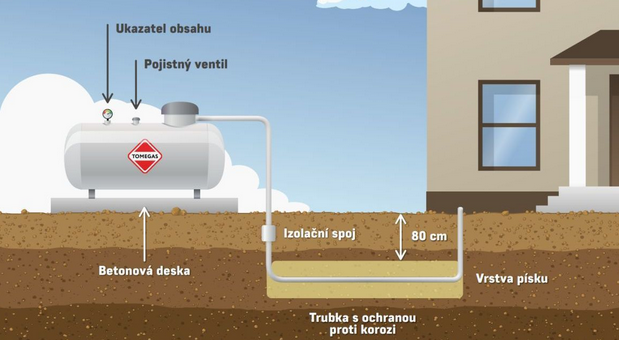 Ukazatel obsahu
Pojistný ventil
TOMEGAS
Izolační spoj
80 cm
Betonová deska
Vrstva písku
Trubka s ochranou
proti korozi